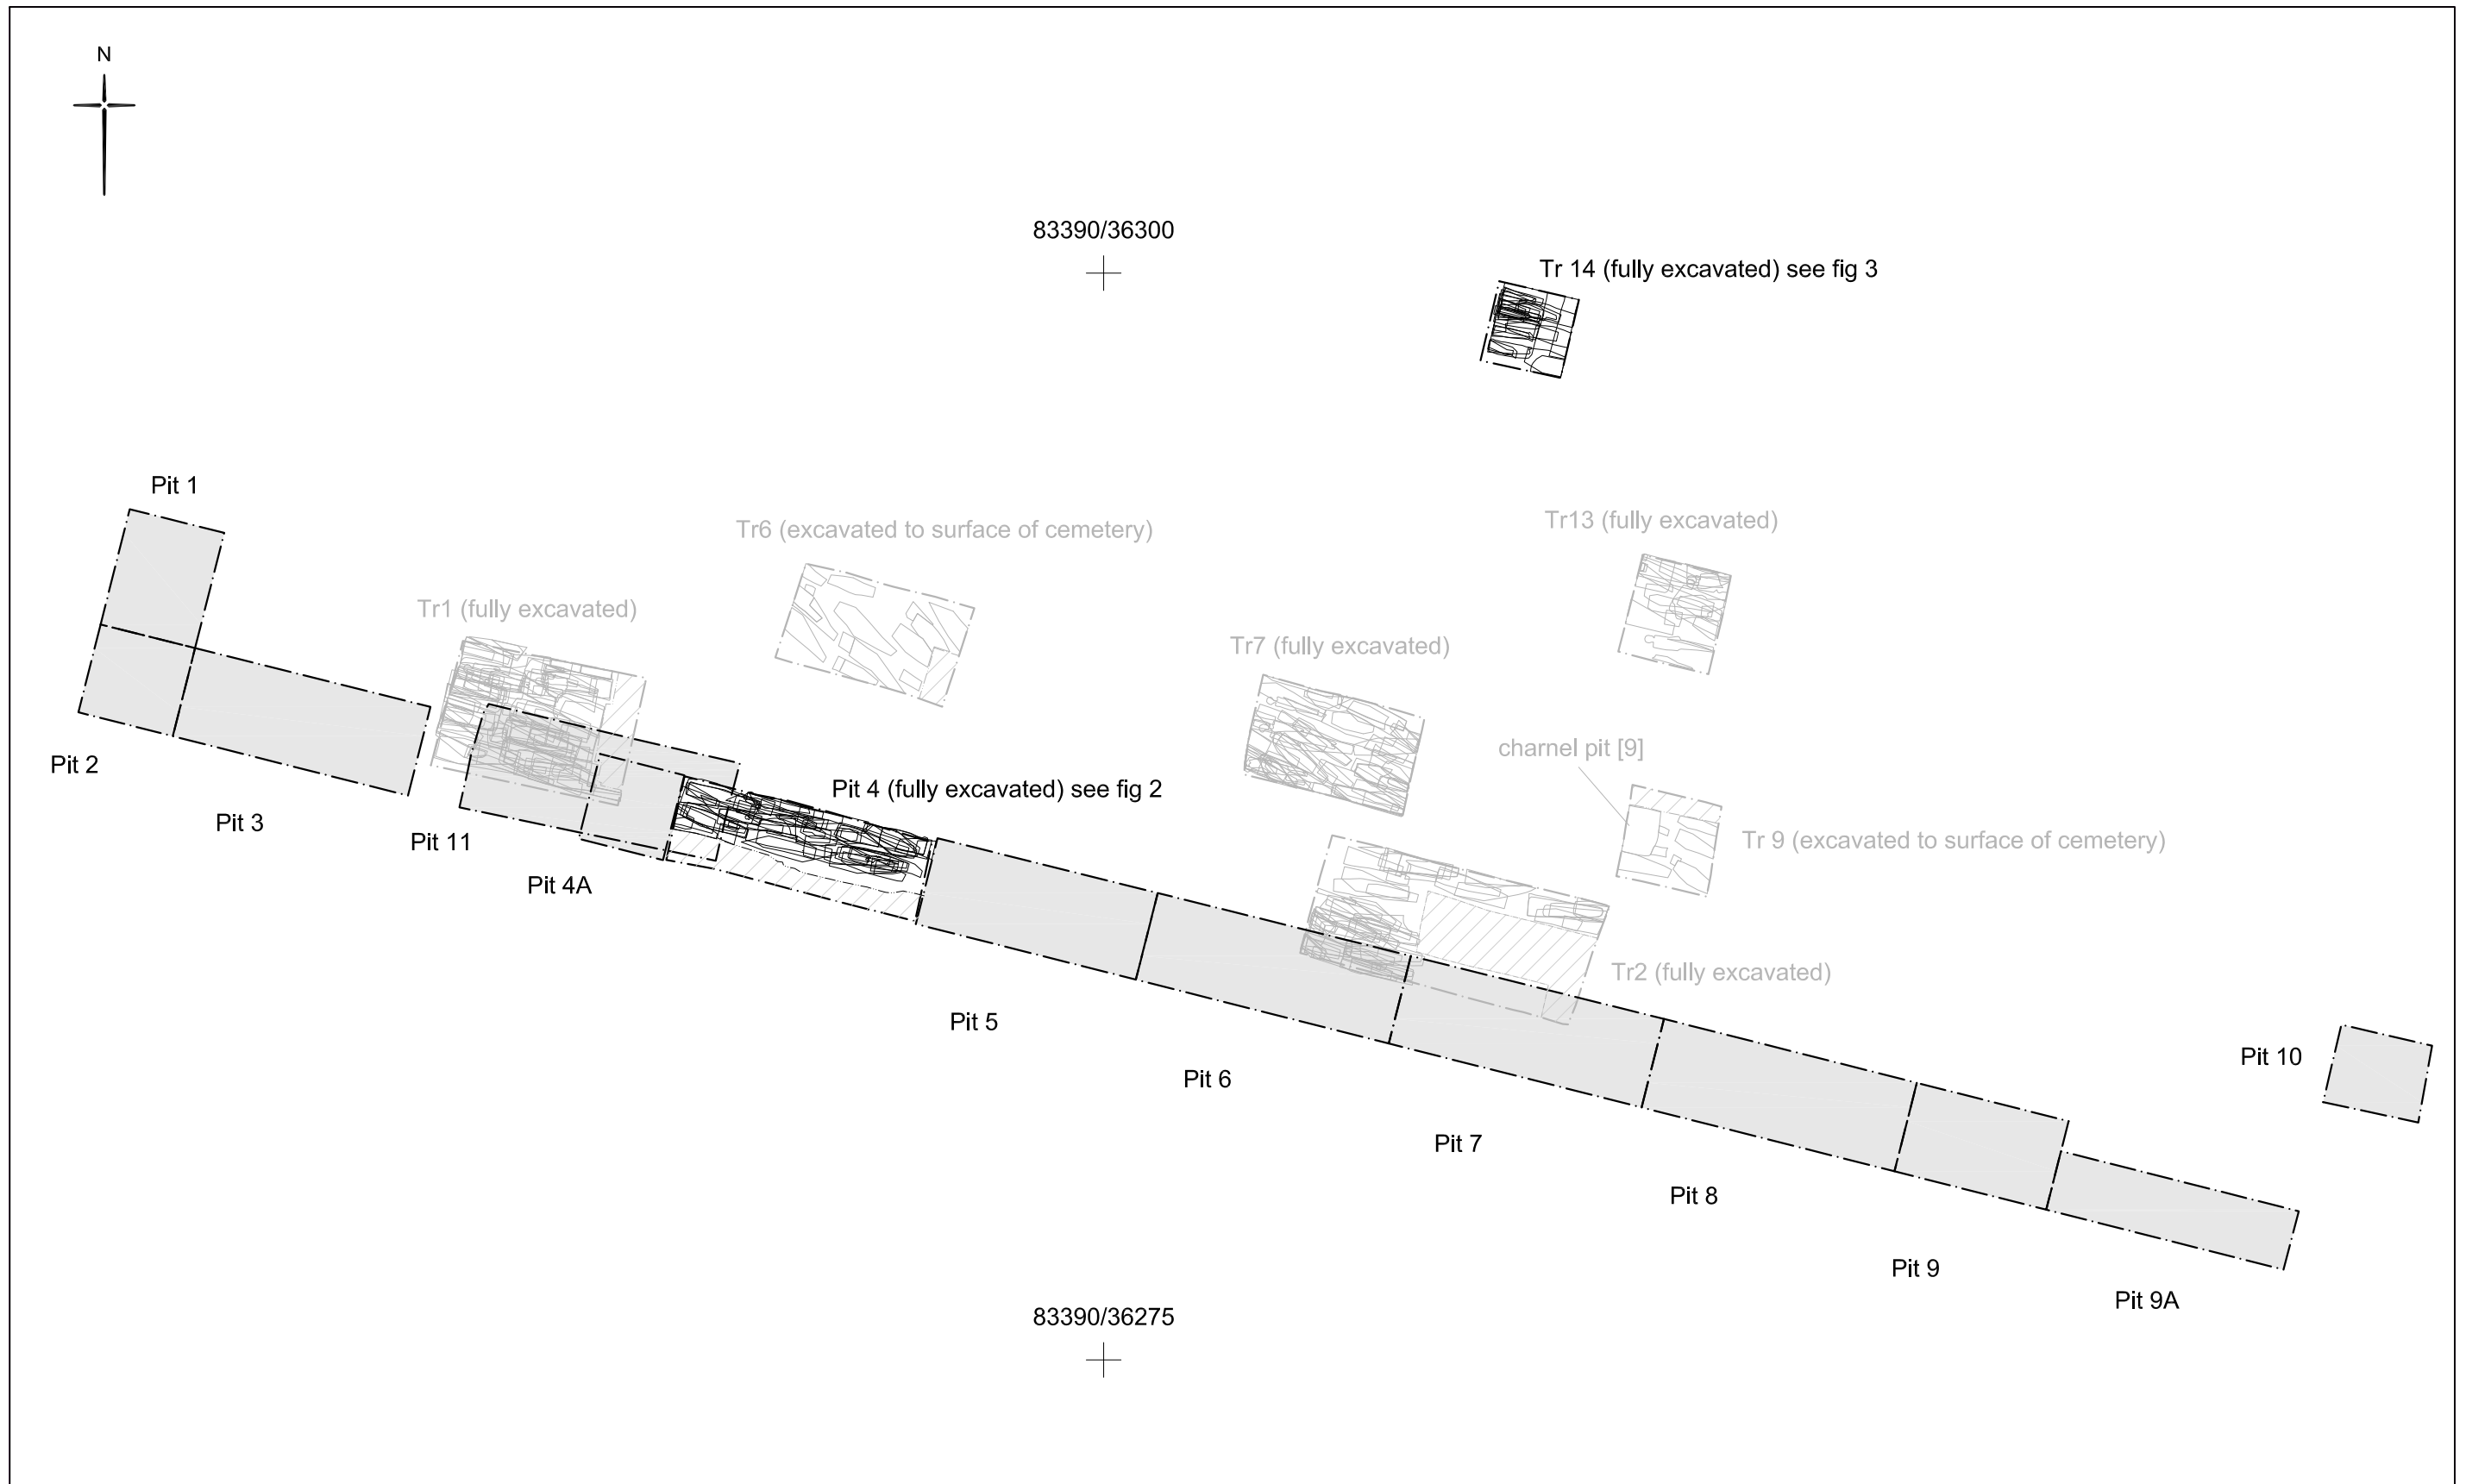 N
83390/36300
Tr 14 (fully excavated) see fig 3
Pit 1
Tr6 (excavated to surface of cemetery)
Tr13 (fully excavated)
Tr1 (fully excavated)
Tr7 (fully excavated)
charnel pit [9]
Pit 2
Pit 4 (fully excavated) see fig 2
Pit 3
Pit 11
Tr 9 (excavated to surface of cemetery)
Pit 4A
Tr2 (fully excavated)
Pit 5
Pit 10
Pit 6
Pit 7
Pit 8
Pit 9
Pit 9A
83390/36275